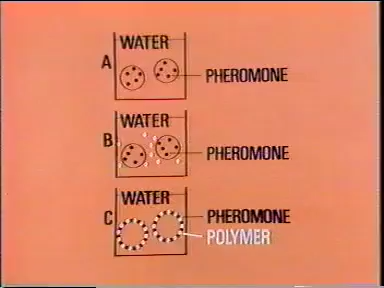 WATER
A
PHEROMONE
WATER
B
PHEROMONE
WATER
C
PHEROMONE
POLYMER